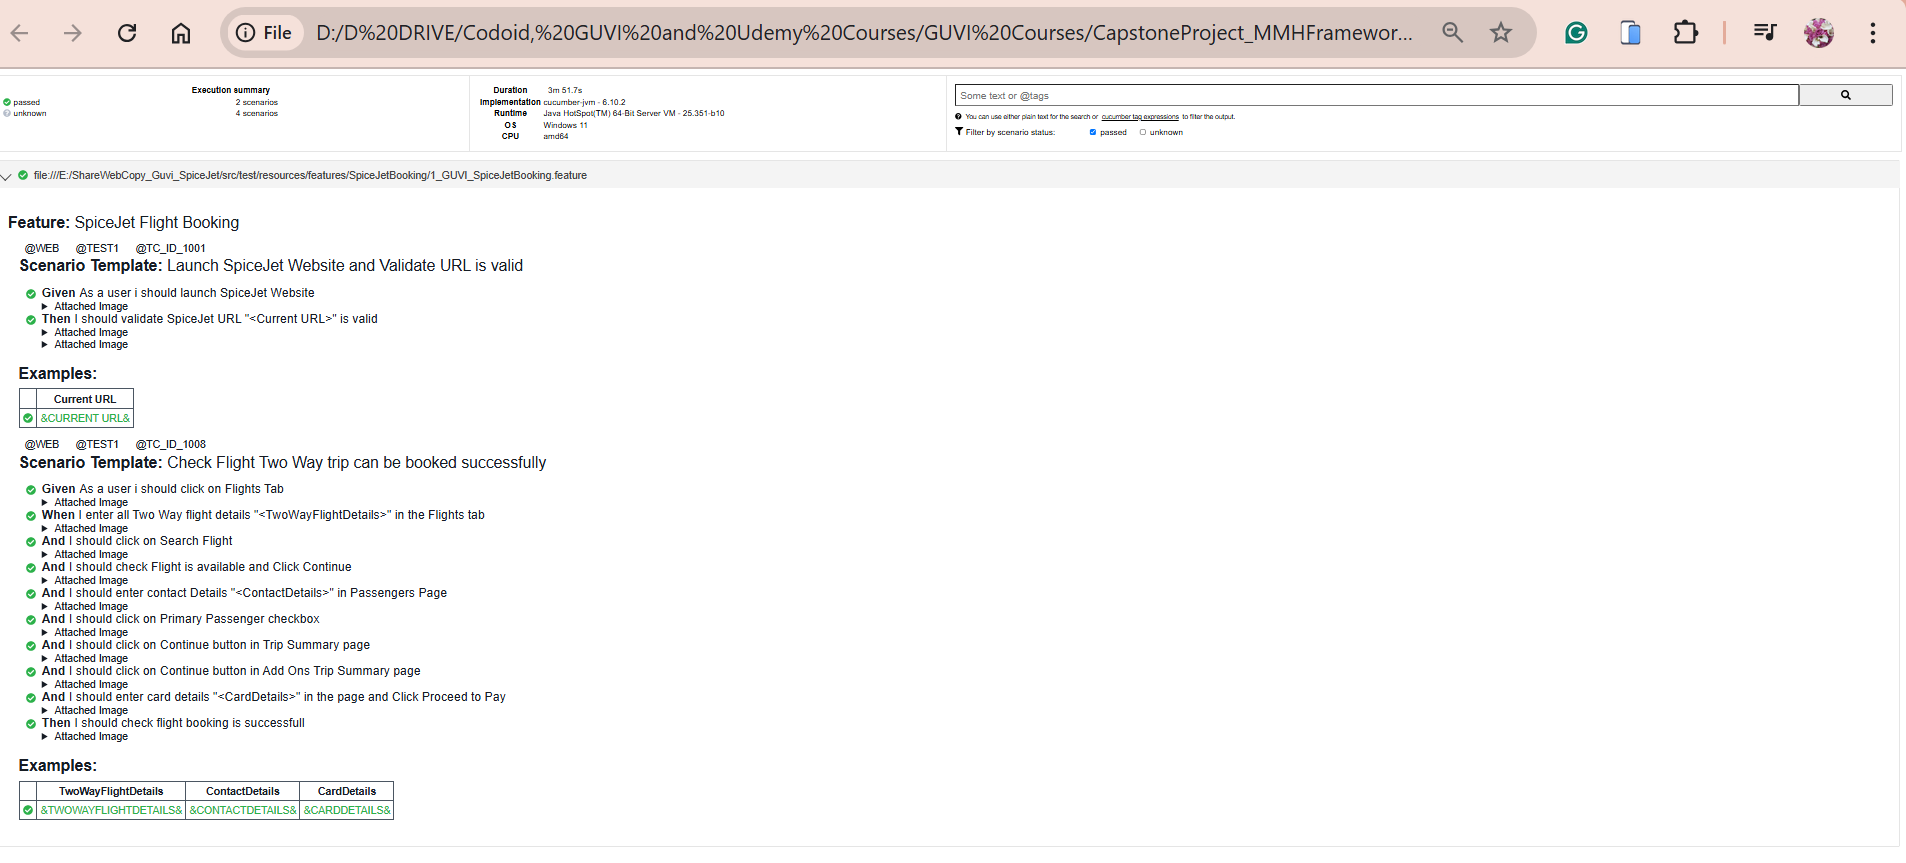 File
D:/D%20DRIVE/Codoid,%20GUVI%20and%20Udemy%20Courses/GUVI%20Courses/CapstoneProject_MMHFramewor...
Execution summary
passed 2 scenarios
unknown 4 scenarios
Duration 3m 51.7s
Implementation cucumber-jvm - 6.10.2
Runtime Java HotSpot(TM) 64-Bit Server VM - 25.351-b10
OS Windows 11
CPU amd64
Some text or @tags
You can use either plain text for the search or cucumber tag expressions to filter the output.
Filter by scenario status: passed unknown
file:///E:/ShareWebCopy_Guvi_SpiceJet/src/test/resources/features/SpiceJetBooking/1_GUVI_SpiceJetBooking.feature
Feature: SpiceJet Flight Booking
@WEB @TEST1 @TC_ID_1001
Scenario Template: Launch SpiceJet Website and Validate URL is valid
Given As a user i should launch SpiceJet Website
Attached Image
Then I should validate SpiceJet URL "<Current URL>" is valid
Attached Image
Attached Image
Examples:
Current URL
&CURRENT URL&
@WEB @TEST1 @TC_ID_1008
Scenario Template: Check Flight Two Way trip can be booked successfully
Given As a user i should click on Flights Tab
Attached Image
When I enter all Two Way flight details "<TwoWayFlightDetails>" in the Flights tab
Attached Image
And I should click on Search Flight
Attached Image
And I should check Flight is available and Click Continue
Attached Image
And I should enter contact Details "<ContactDetails>" in Passengers Page
Attached Image
And I should click on Primary Passenger checkbox
Attached Image
And I should click on Continue button in Trip Summary page
Attached Image
And I should click on Continue button in Add Ons Trip Summary page
Attached Image
And I should enter card details "<CardDetails>" in the page and Click Proceed to Pay
Attached Image
Then I should check flight booking is successfull
Attached Image
Examples:
TwoWayFlightDetails ContactDetails CardDetails
&TWOWAYFLIGHTDETAILS& &CONTACTDETAILS& &CARDDETAILS&